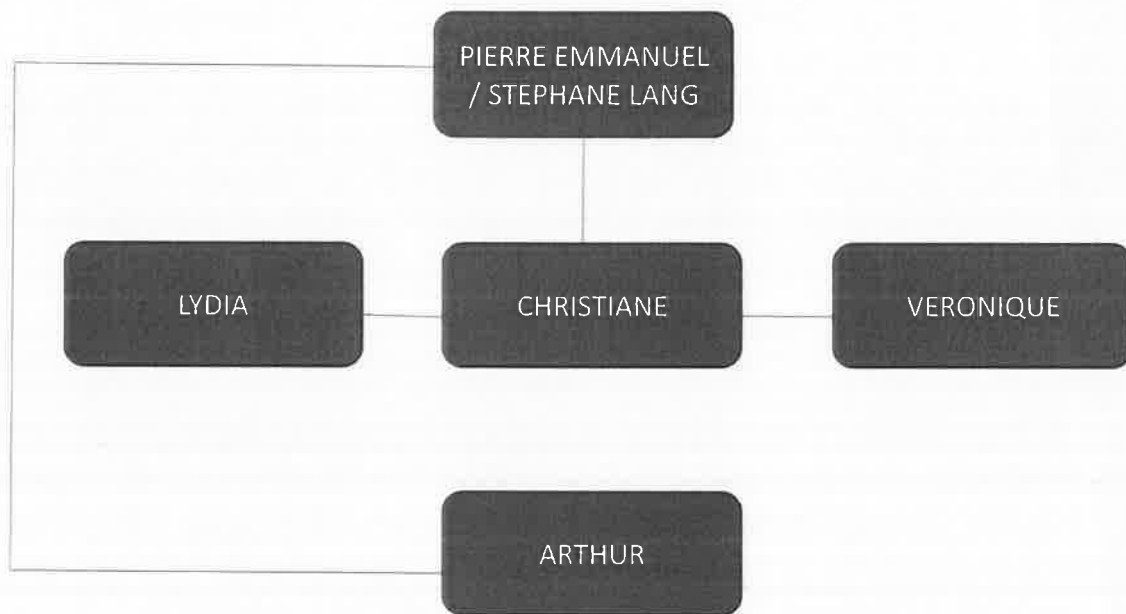 PIERRE EMMANUEL
/ STEPHANE LANG
LYDIA
CHRISTIANE
VERONIQUE
ARTHUR